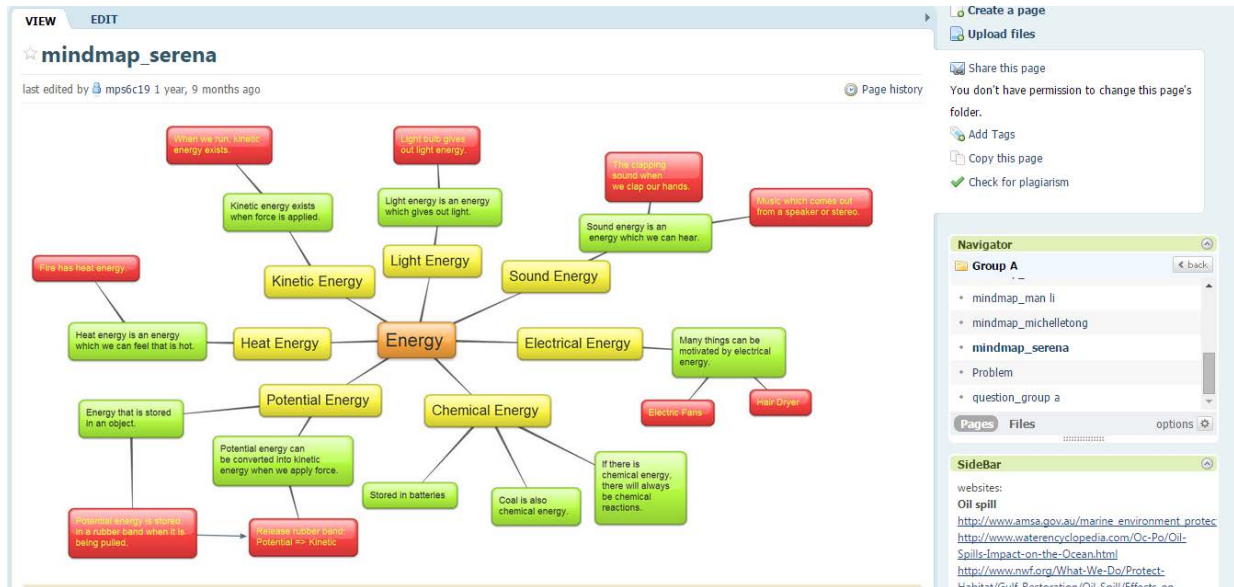 VIEW EDIT
mindmap_serena
last edited by mps6c19 1 year, 9 months ago
Page history
When we run, kinetic
energy exists.
Kinetic energy exists
when force is applied.
Kinetic Energy
Light bulb gives
out light energy.
Light energy is an energy
which gives out light.
Light Energy
The clapping
sound when
we clap our hands.
Music which comes out
from a speaker or stereo.
Sound energy is an
energy which we can hear.
Sound Energy
Fire has heat energy.
Heat energy is an energy
which we can feel that is hot.
Heat Energy
Energy
Electrical Energy
Many things can be
motivated by electrical
energy.
Electric Fans
Hair Dryer
Potential Energy
Energy that is stored
in an object.
Potential energy can
be converted into kinetic
energy when we apply force.
Potential energy is stored
in a rubber band when it is
being pulled.
Release rubber band:
Potential => Kinetic
Chemical Energy
Stored in batteries
Coal is also
chemical energy.
If there is
chemical energy,
there will always
be chemical
reactions.
Create a page
Upload files
Share this page
You don't have permission to change this page's
folder.
Add Tags
Copy this page
Check for plagiarism
Navigator
Group A
back
mindmap_man li
mindmap_michelletong
mindmap_serena
Problem
question_group a
Pages Files options
SideBar
websites:
Oil spill
http://www.amsa.gov.au/marine_environment_protec
http://www.waterencyclopedia.com/Oc-Po/Oil-
Spills-Impact-on-the-Ocean.html
http://www.nwf.org/What-We-Do/Protect-
Habitat/Gulf-Restoration/Oil-Spill/Effects-on